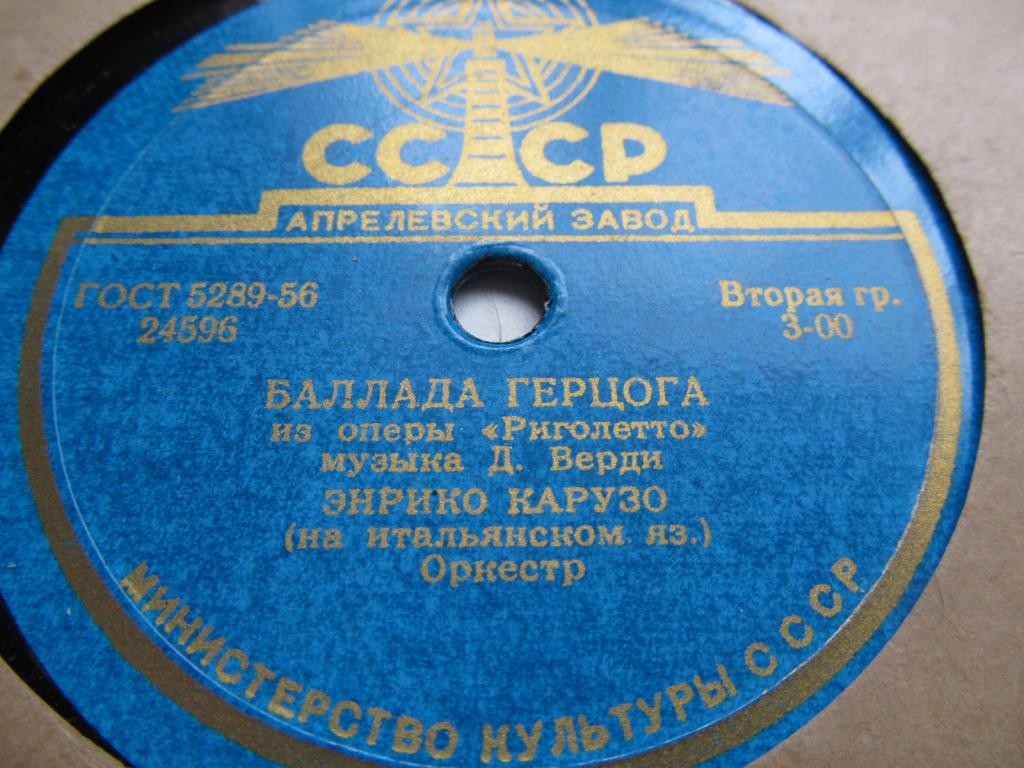 СССР
АПРЕЛЕВСКИЙ ЗАВОД
ГОСТ 5289-56
24596
Вторая гр.
3-00
БАЛЛАДА ГЕРЦОГА
из оперы «Риголетто»
музыка Д. Верди
ЭНРИКО КАРУЗО
(на итальянском яз.)
Оркестр
МИНИСТЕРСТВО КУЛЬТУРЫ СССР